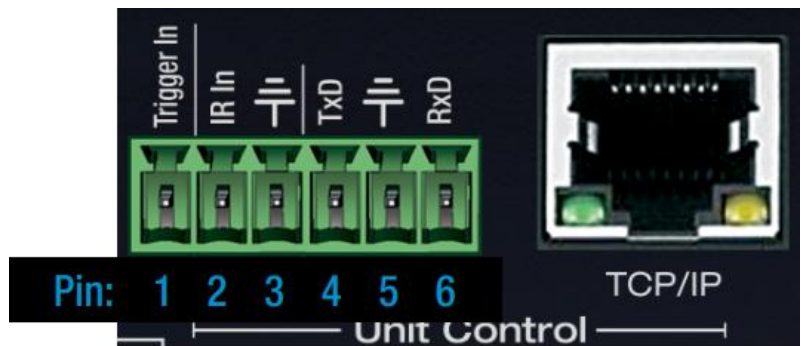 Trigger In
IR In
TxD
RxD
Pin: 1 2 3 4 5 6
TCP/IP
Unit Control